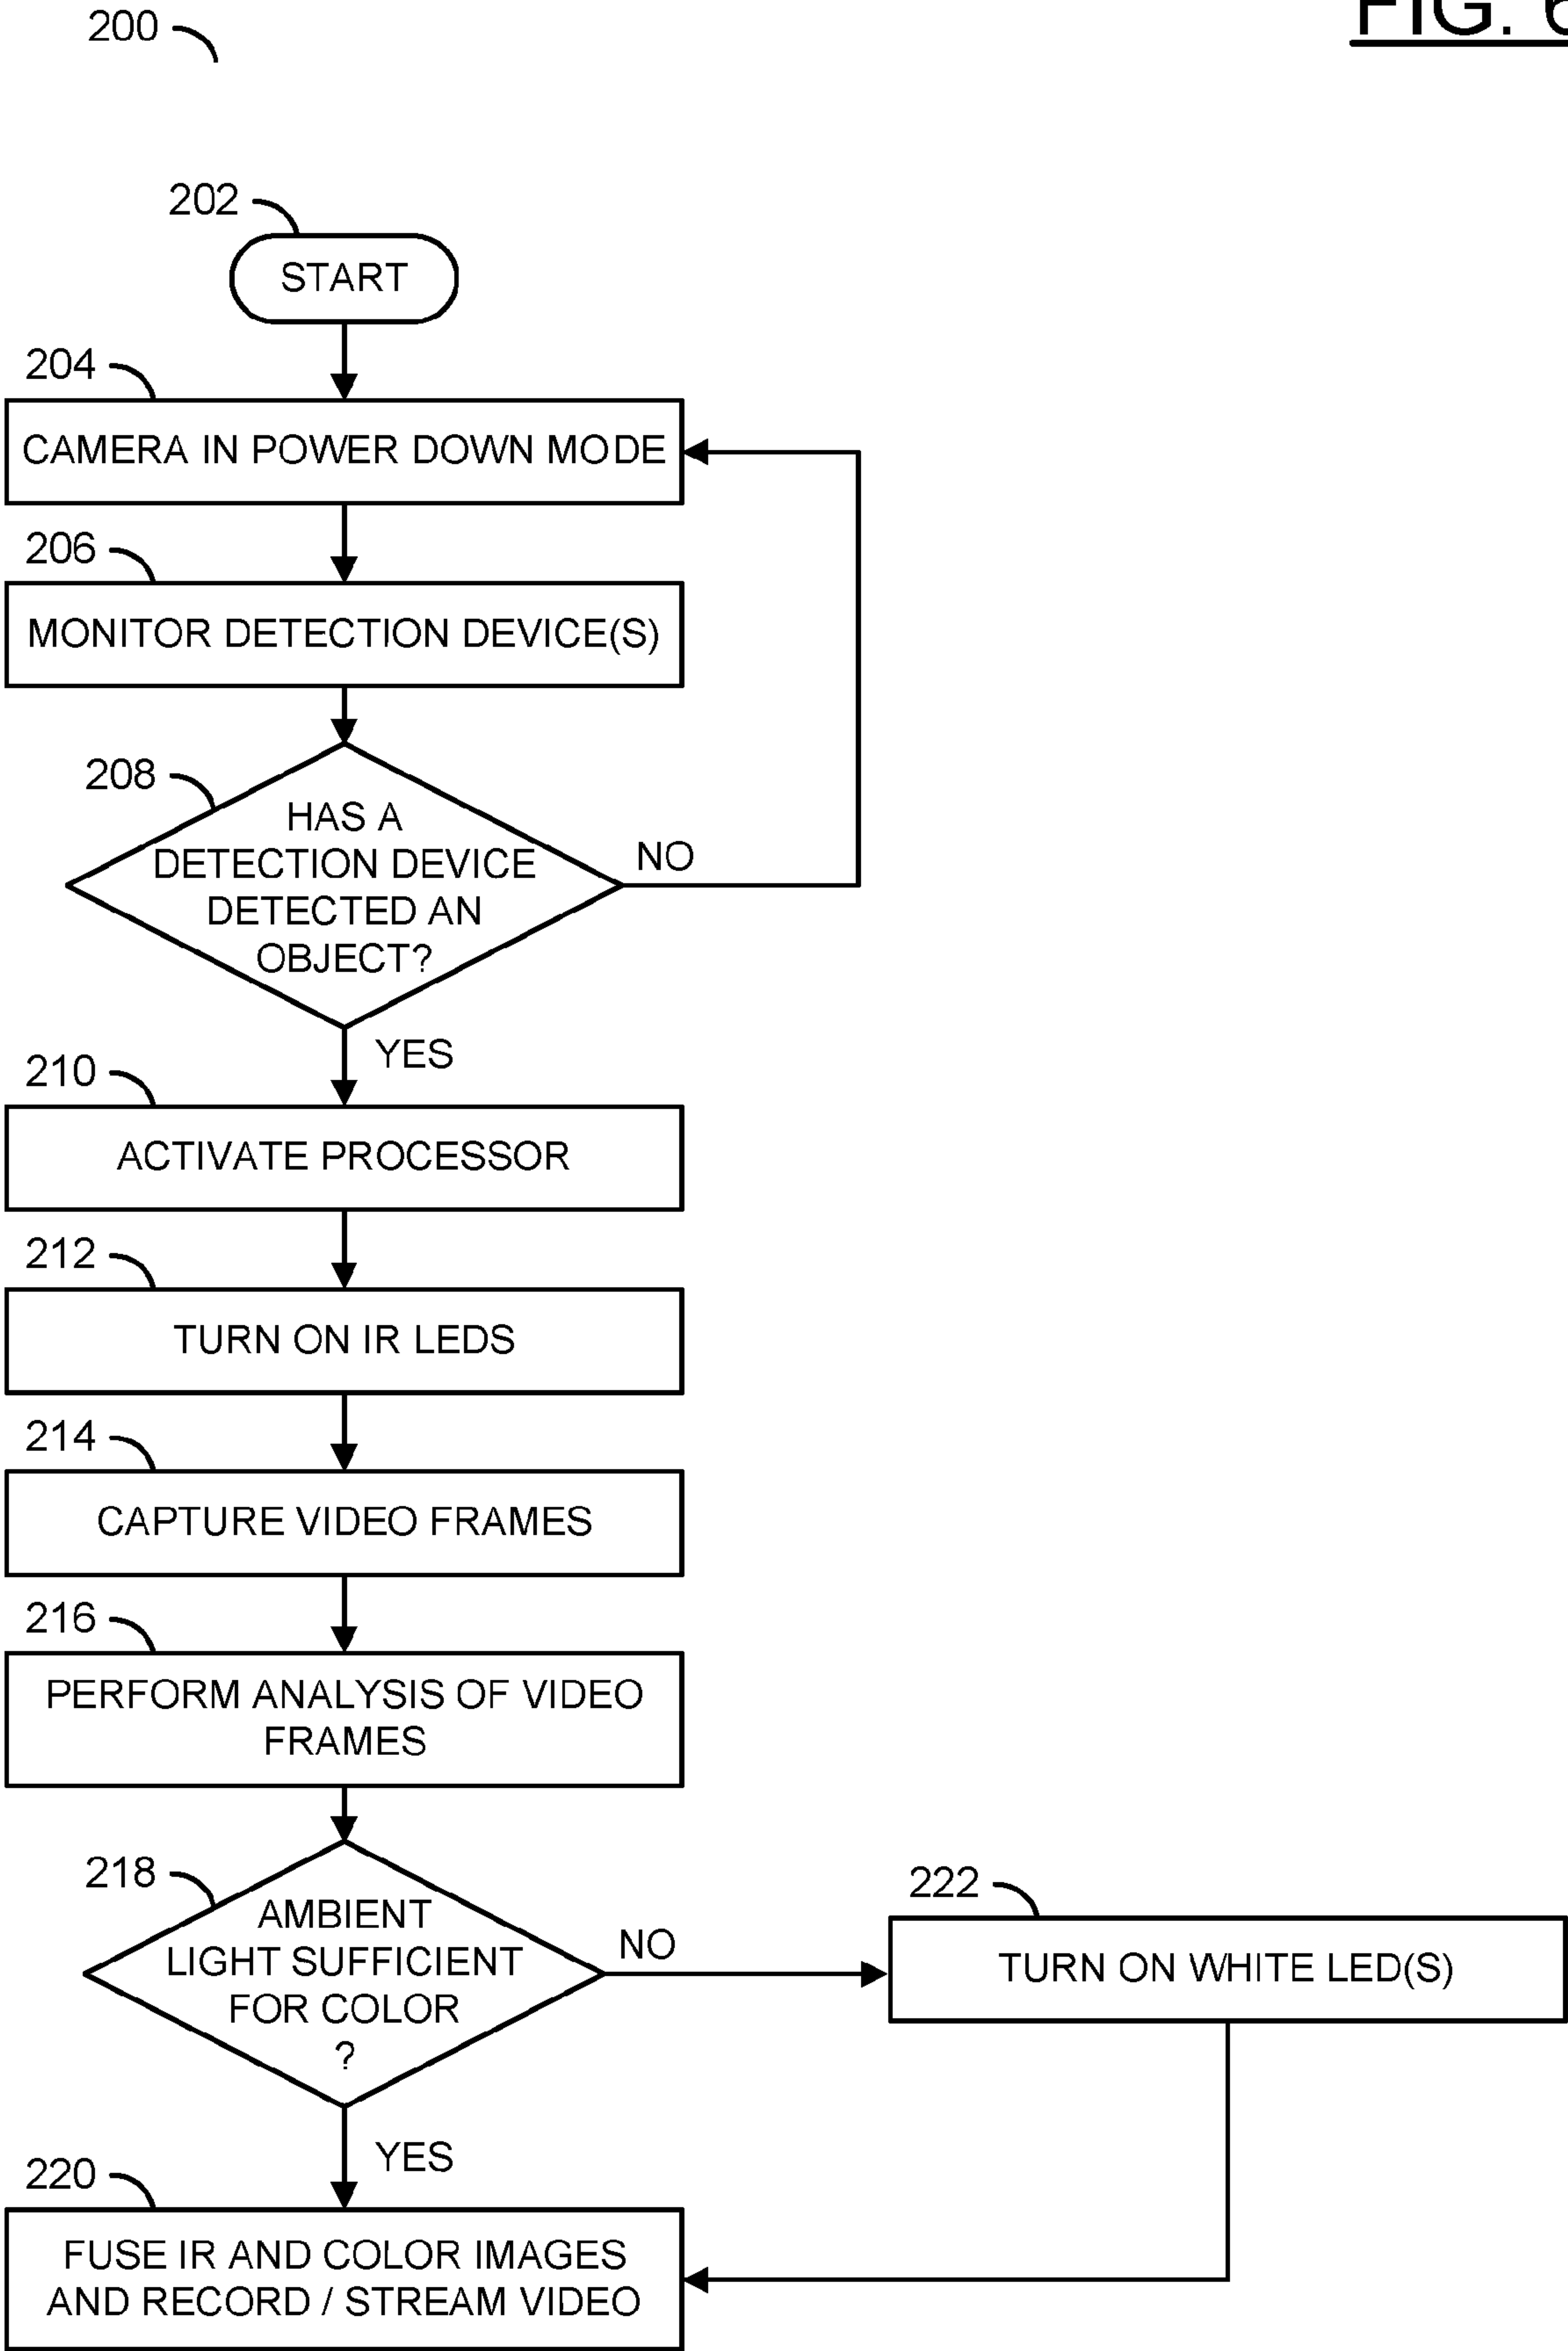 200
FIG. 6
202
START
204
CAMERA IN POWER DOWN MODE
206
MONITOR DETECTION DEVICE(S)
208
HAS A
DETECTION DEVICE
DETECTED AN
OBJECT?
NO
YES
210
ACTIVATE PROCESSOR
212
TURN ON IR LEDS
214
CAPTURE VIDEO FRAMES
216
PERFORM ANALYSIS OF VIDEO
FRAMES
218
AMBIENT
LIGHT SUFFICIENT
FOR COLOR
?
NO
222
TURN ON WHITE LED(S)
YES
220
FUSE IR AND COLOR IMAGES
AND RECORD / STREAM VIDEO